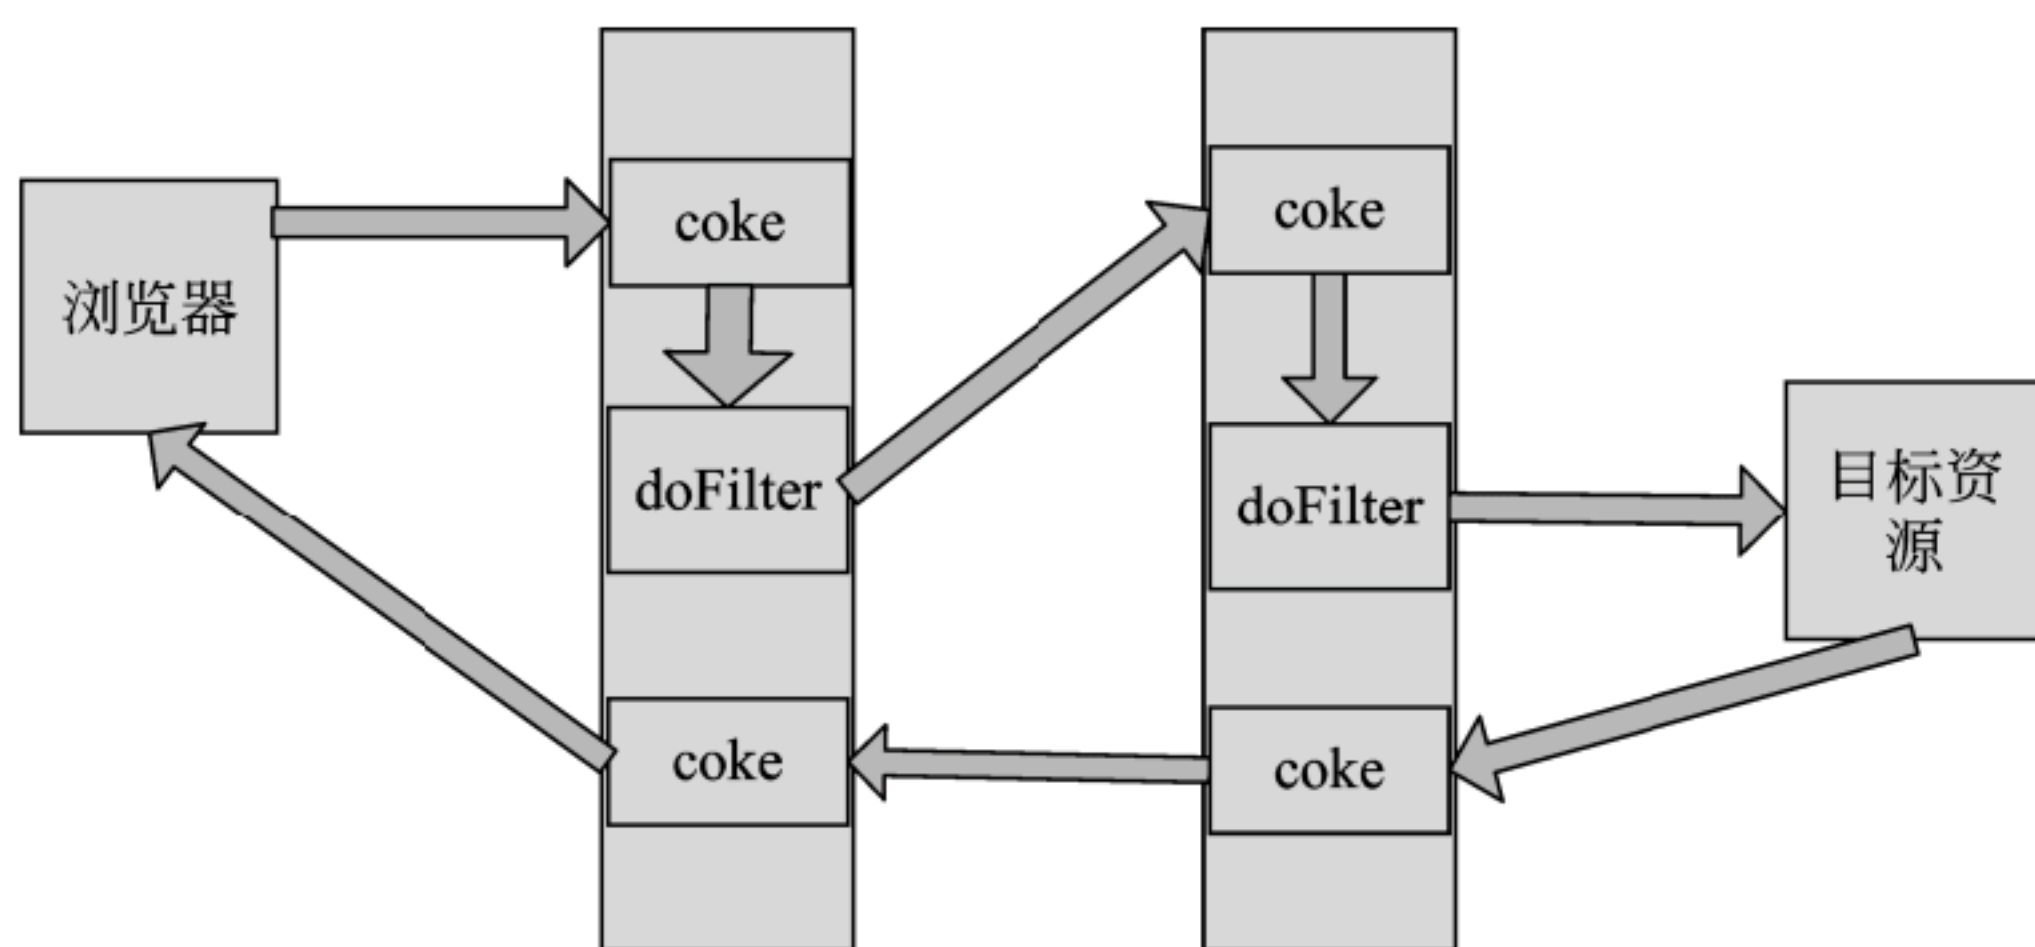 浏览器
coke
doFilter
coke
coke
doFilter
coke
目标资
源